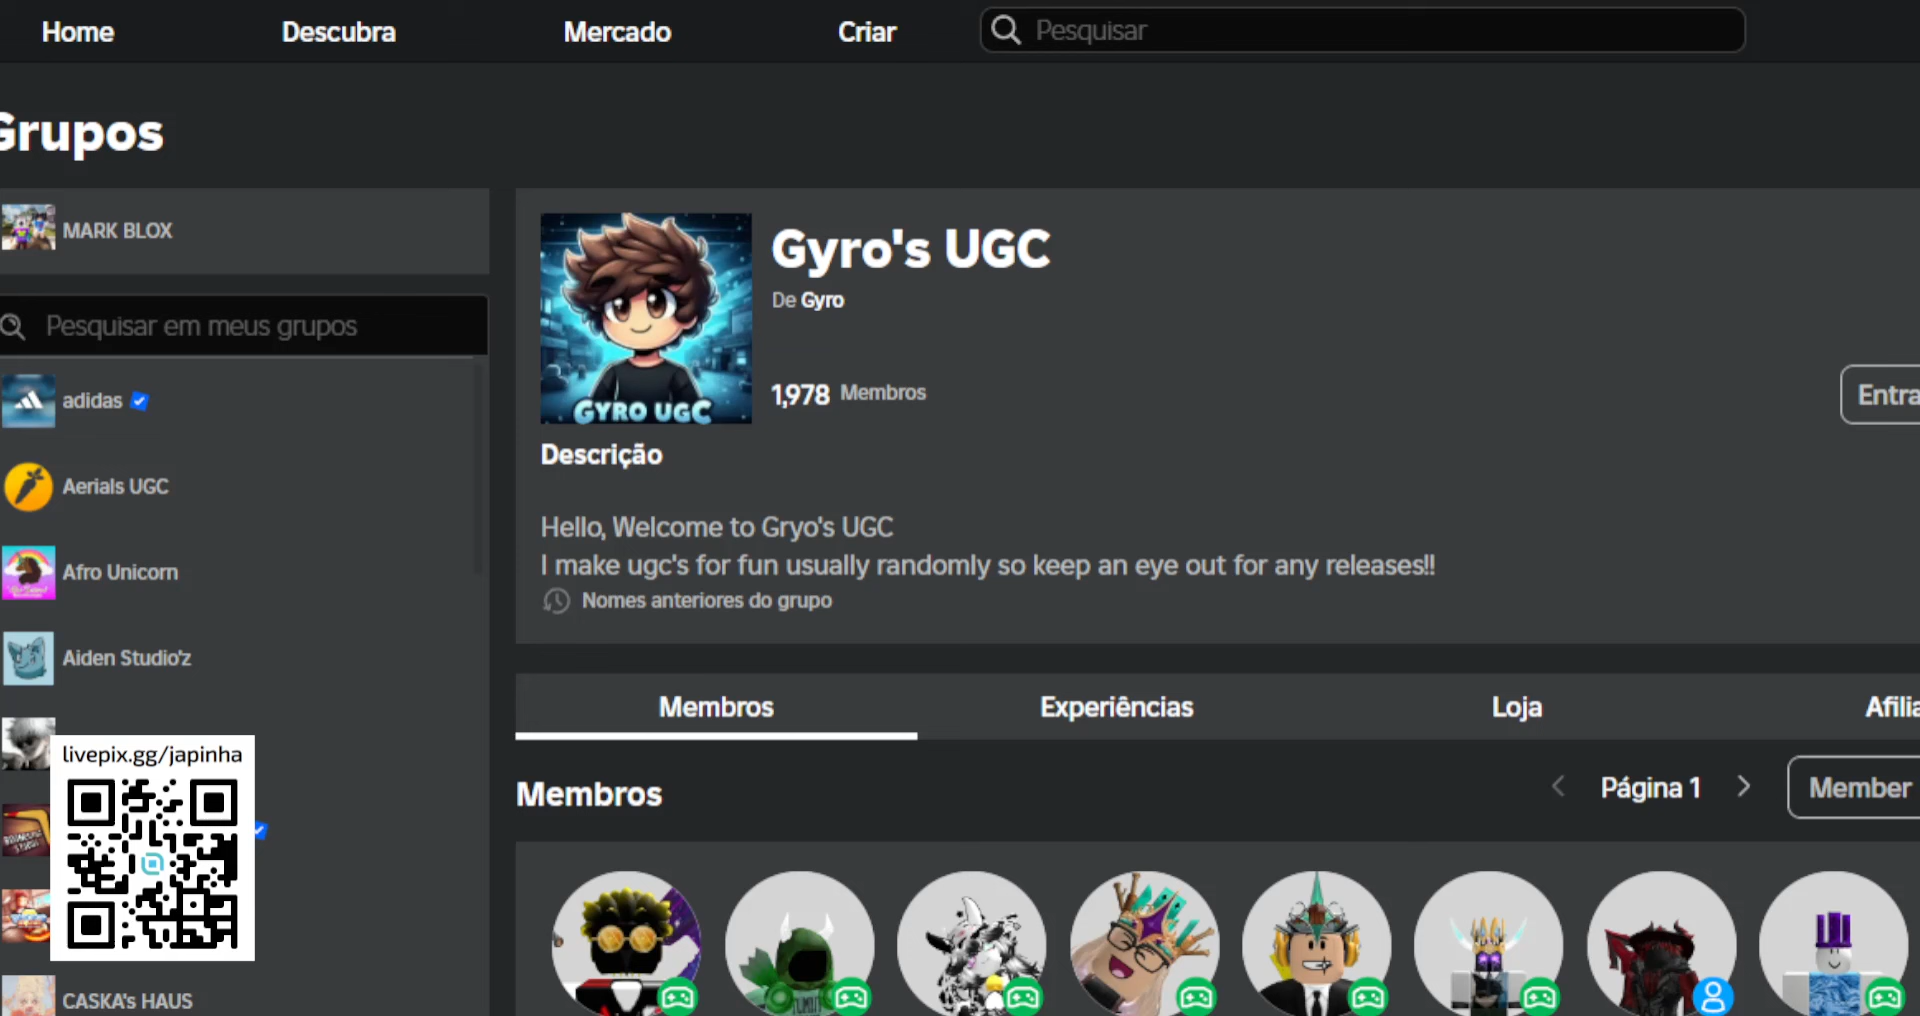 Home
Descubra
Mercado
Criar
Pesquisar
Grupos
MARK BLOX
Pesquisar em meus grupos
adidas
Aerials UGC
Afro Unicorn
Aiden Studio'z
livepix.gg/japinha
CASKA's HAUS
GYRO UGC
Gyro's UGC
De Gyro
1,978 Membros
Entra
Descrição
Hello, Welcome to Gryo's UGC
I make ugc's for fun usually randomly so keep an eye out for any releases!!
Nomes anteriores do grupo
Membros
Experiências
Loja
Afilia
Membros
Página 1
Member